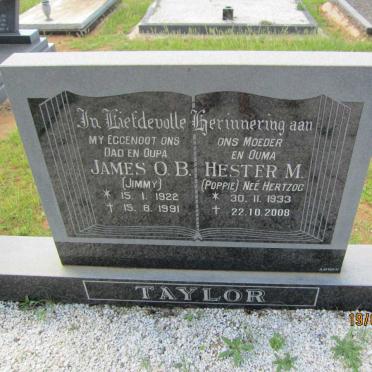 In Liefdevolle Herinnering aan
MY EGGENOOT ONS
DAD EN OUPA
JAMES O.B.
(JIMMY)
* 15. 1. 1922
† 15. 8. 1991
ONS MOEDER
EN OUMA
HESTER M.
(POPPIE) NEÉ HERTZOG
* 30. 11. 1933
† 22.10.2008
TAYLOR